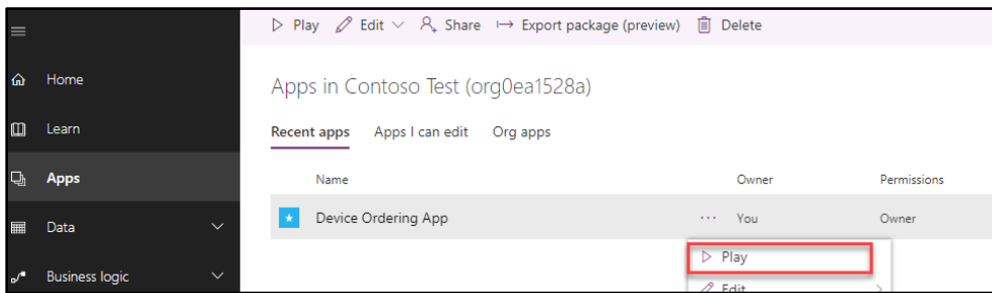 Play Edit Share Export package (preview) Delete
Home
Learn
Apps
Data
Business logic
Apps in Contoso Test (org0ea1528a)
Recent apps Apps I can edit Org apps
Name Owner Permissions
Device Ordering App ... You Owner
Play
Edit